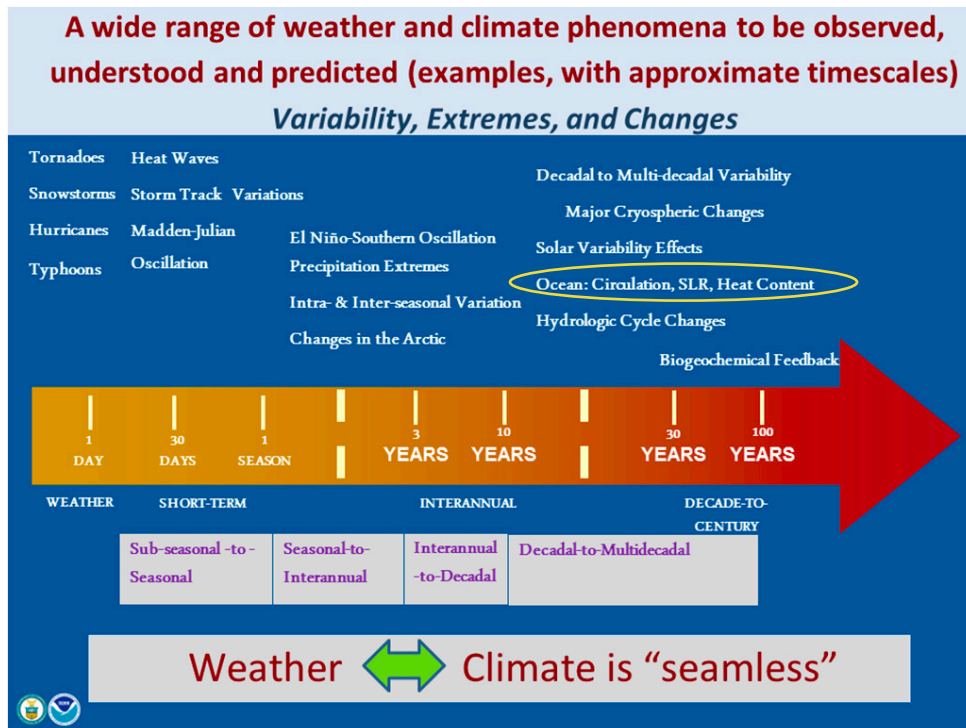 A wide range of weather and climate phenomena to be observed,
understood and predicted (examples, with approximate timescales)
Variability, Extremes, and Changes
Tornadoes
Snowstorms
Hurricanes
Typhoons
Heat Waves
Storm Track Variations
Madden-Julian
Oscillation
El Niño-Southern Oscillation
Precipitation Extremes
Intra- & Inter-seasonal Variation
Changes in the Arctic
Decadal to Multi-decadal Variability
Major Cryospheric Changes
Solar Variability Effects
Ocean: Circulation, SLR, Heat Content
Hydrologic Cycle Changes
Biogeochemical Feedback
1
DAY
30
DAYS
1
SEASON
3
YEARS
10
YEARS
30
YEARS
100
YEARS
WEATHER
SHORT-TERM
INTERANNUAL
DECADE-TO-
CENTURY
Sub-seasonal -to -
Seasonal
Seasonal-to-
Interannual
Interannual
-to-Decadal
Decadal-to-Multidecadal
Weather Climate is “seamless”